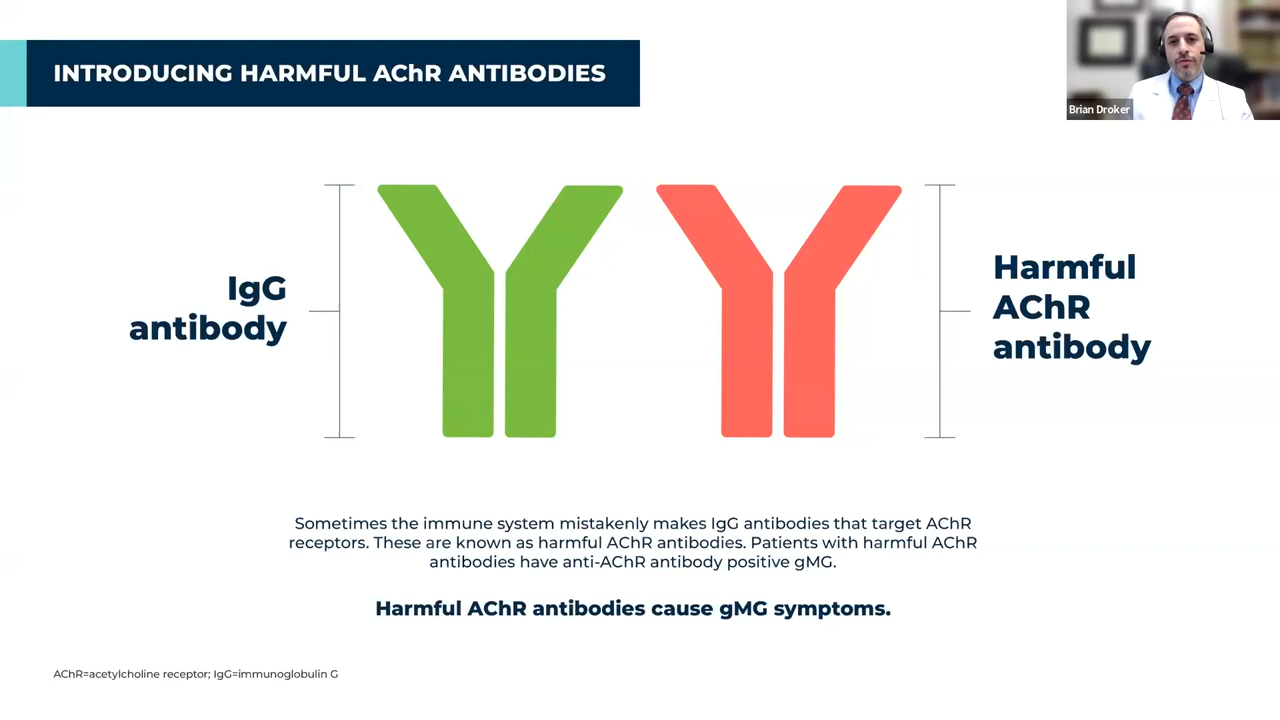 INTRODUCING HARMFUL AChR ANTIBODIES
Brian Droker
IgG
antibody
Harmful
AChR
antibody
Sometimes the immune system mistakenly makes IgG antibodies that target AChR
receptors. These are known as harmful AChR antibodies. Patients with harmful AChR
antibodies have anti-AChR antibody positive gMG.
Harmful AChR antibodies cause gMG symptoms.
AChR=acetylcholine receptor; IgG=immunoglobulin G